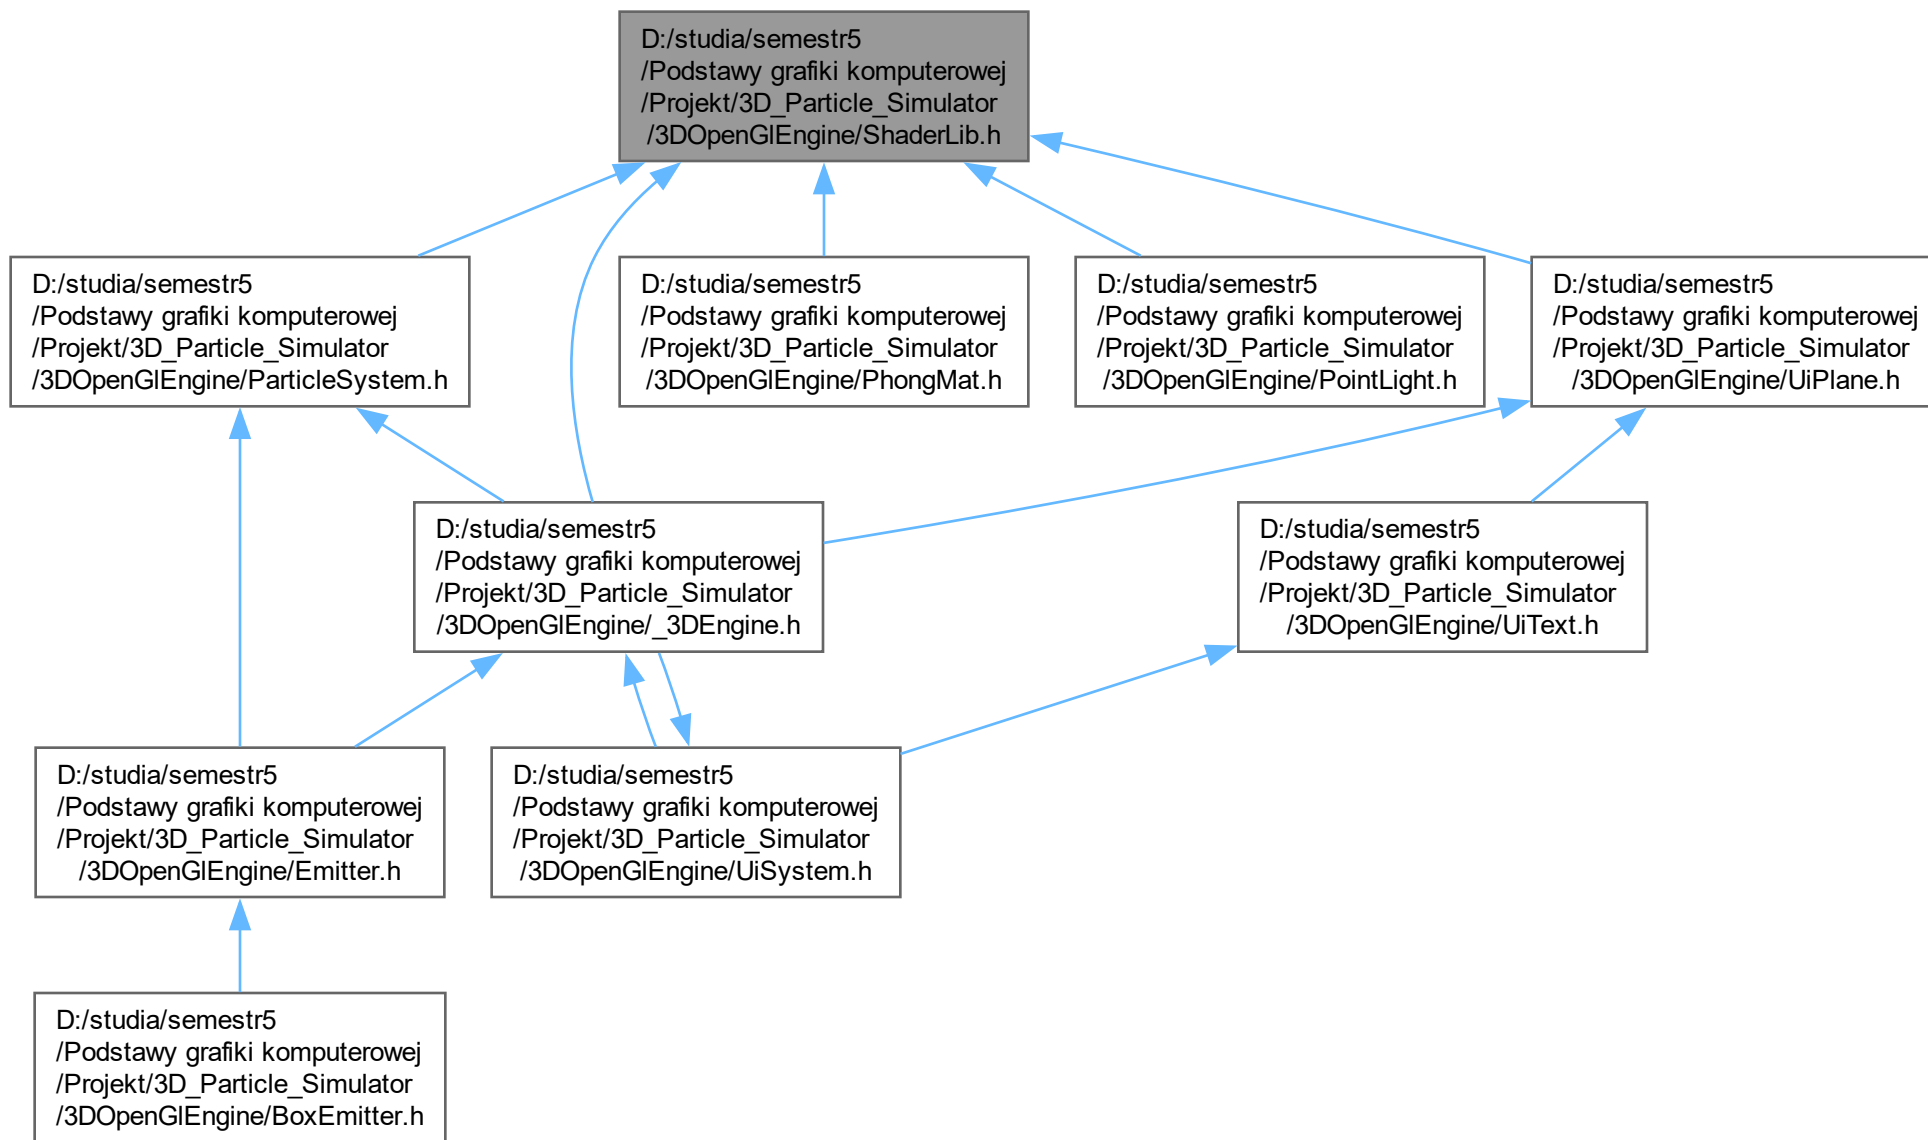 D:/studia/semestr5
/Podstawy grafiki komputerowej
/Projekt/3D_Particle_Simulator
/3DOpenGlEngine/ShaderLib.h
D:/studia/semestr5
/Podstawy grafiki komputerowej
/Projekt/3D_Particle_Simulator
/3DOpenGlEngine/ParticleSystem.h
D:/studia/semestr5
/Podstawy grafiki komputerowej
/Projekt/3D_Particle_Simulator
/3DOpenGlEngine/PhongMat.h
D:/studia/semestr5
/Podstawy grafiki komputerowej
/Projekt/3D_Particle_Simulator
/3DOpenGlEngine/PointLight.h
D:/studia/semestr5
/Podstawy grafiki komputerowej
/Projekt/3D_Particle_Simulator
/3DOpenGlEngine/UiPlane.h
D:/studia/semestr5
/Podstawy grafiki komputerowej
/Projekt/3D_Particle_Simulator
/3DOpenGlEngine/_3DEngine.h
D:/studia/semestr5
/Podstawy grafiki komputerowej
/Projekt/3D_Particle_Simulator
/3DOpenGlEngine/UiText.h
D:/studia/semestr5
/Podstawy grafiki komputerowej
/Projekt/3D_Particle_Simulator
/3DOpenGlEngine/Emitter.h
D:/studia/semestr5
/Podstawy grafiki komputerowej
/Projekt/3D_Particle_Simulator
/3DOpenGlEngine/UiSystem.h
D:/studia/semestr5
/Podstawy grafiki komputerowej
/Projekt/3D_Particle_Simulator
/3DOpenGlEngine/BoxEmitter.h